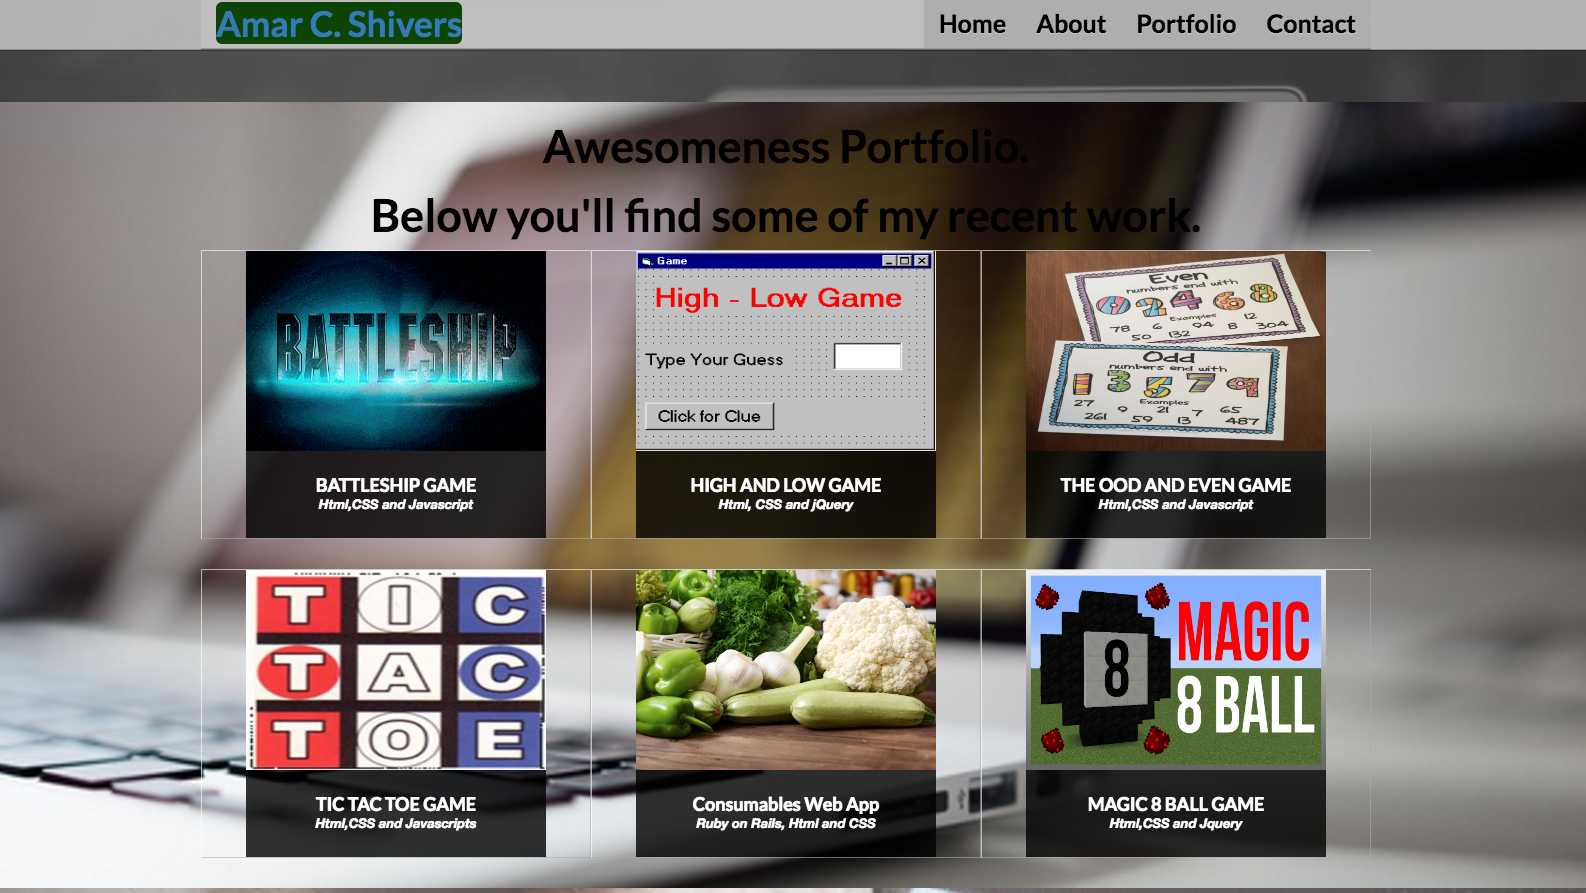 Amar C. Shivers
Home About Portfolio Contact
Awesomeness Portfolio.
Below you'll find some of my recent work.
BATTLESHIP
BATTLESHIP GAME
Html,CSS and Javascript
Game
High - Low Game
Type Your Guess
Click for Clue
HIGH AND LOW GAME
Html, CSS and jQuery
Even
numbers end with
0 2 4 6 8
Examples
78 6 94 8 12 304
50 132
Odd
numbers end with
1 3 5 7 9
Examples
27 9 21 7 65
261 59 13 487
THE OOD AND EVEN GAME
Html,CSS and Javascript
T I C
T A C
T O E
TIC TAC TOE GAME
Html,CSS and Javascripts
Consumables Web App
Ruby on Rails, Html and CSS
8
MAGIC
8 BALL
MAGIC 8 BALL GAME
Html,CSS and Jquery